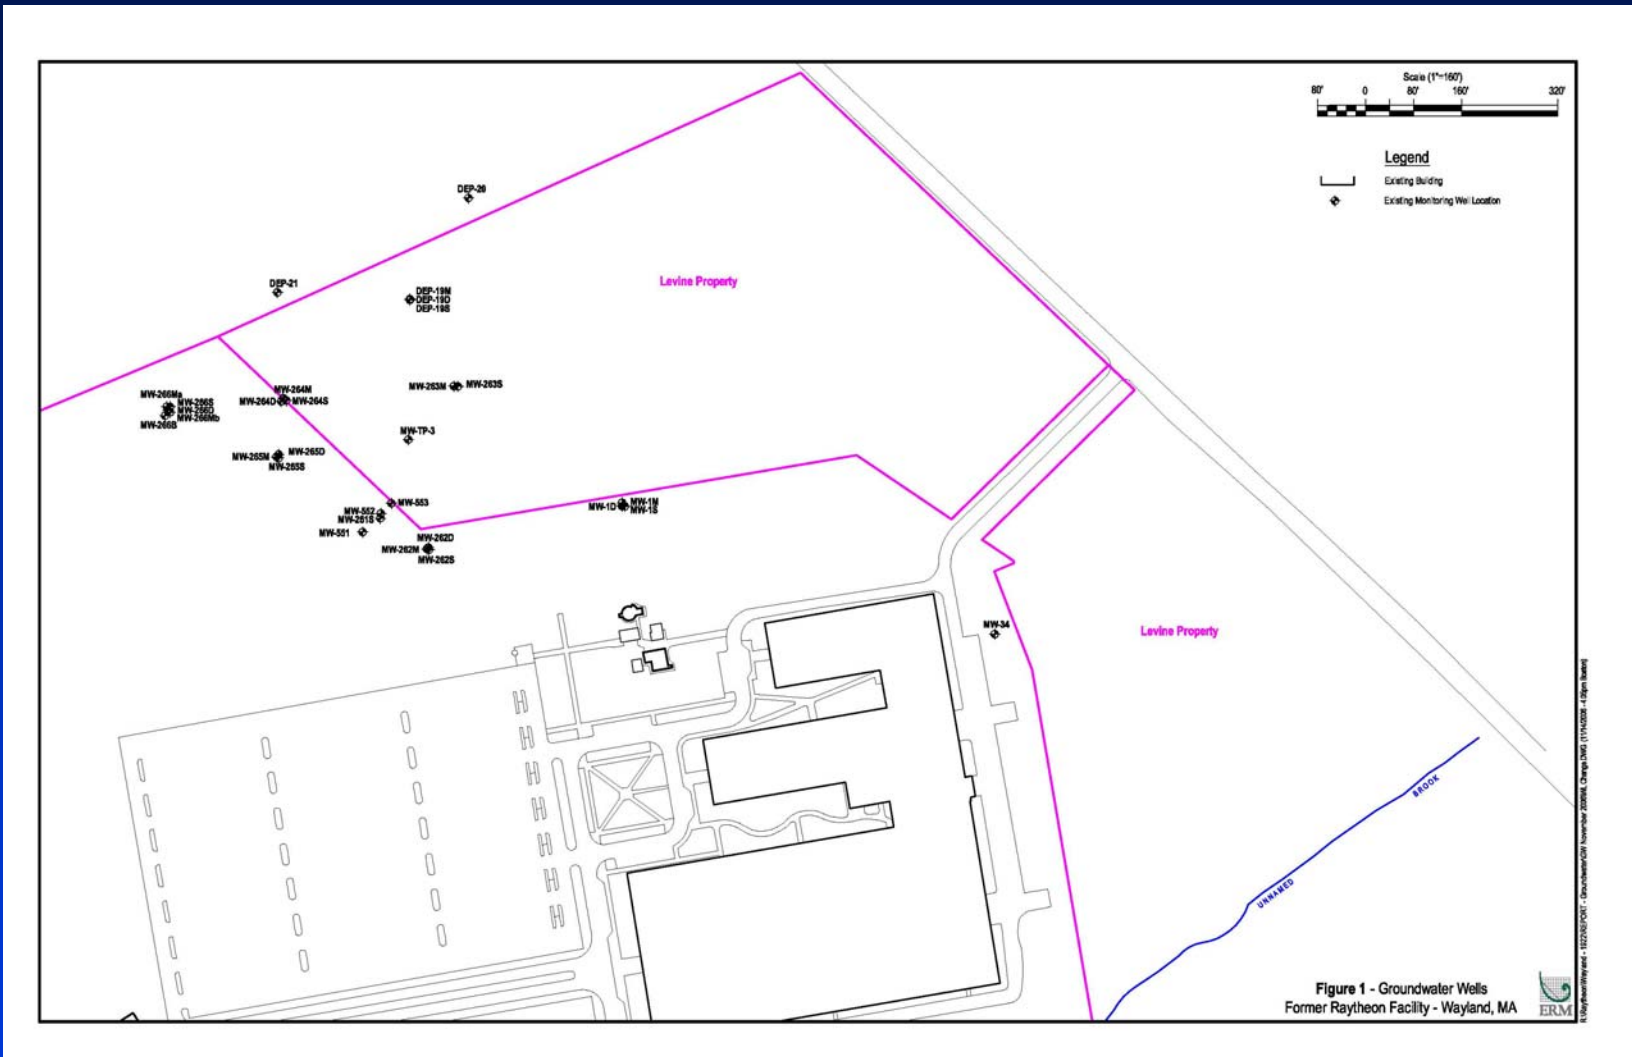 Scale (1"=160')
80' 0 80' 160' 320'
Legend
Existing Building
Existing Monitoring Well Location
DEP-20
Levine Property
DEP-21
DEP-19M
DEP-19D
DEP-19S
MW-263M MW-263S
MW-264M
MW-264D MW-264S
MW-266Ma
MW-266S
MW-266D
MW-266Mb
MW-266B
MW-TP-3
MW-265M MW-265D
MW-265S
MW-553
MW-552
MW-261S
MW-551
MW-1M
MW-1D
MW-1S
MW-262D
MW-262M
MW-262S
MW-34
Levine Property
BROOK
UNNAMED
Figure 1 - Groundwater Wells
Former Raytheon Facility - Wayland, MA
ERM